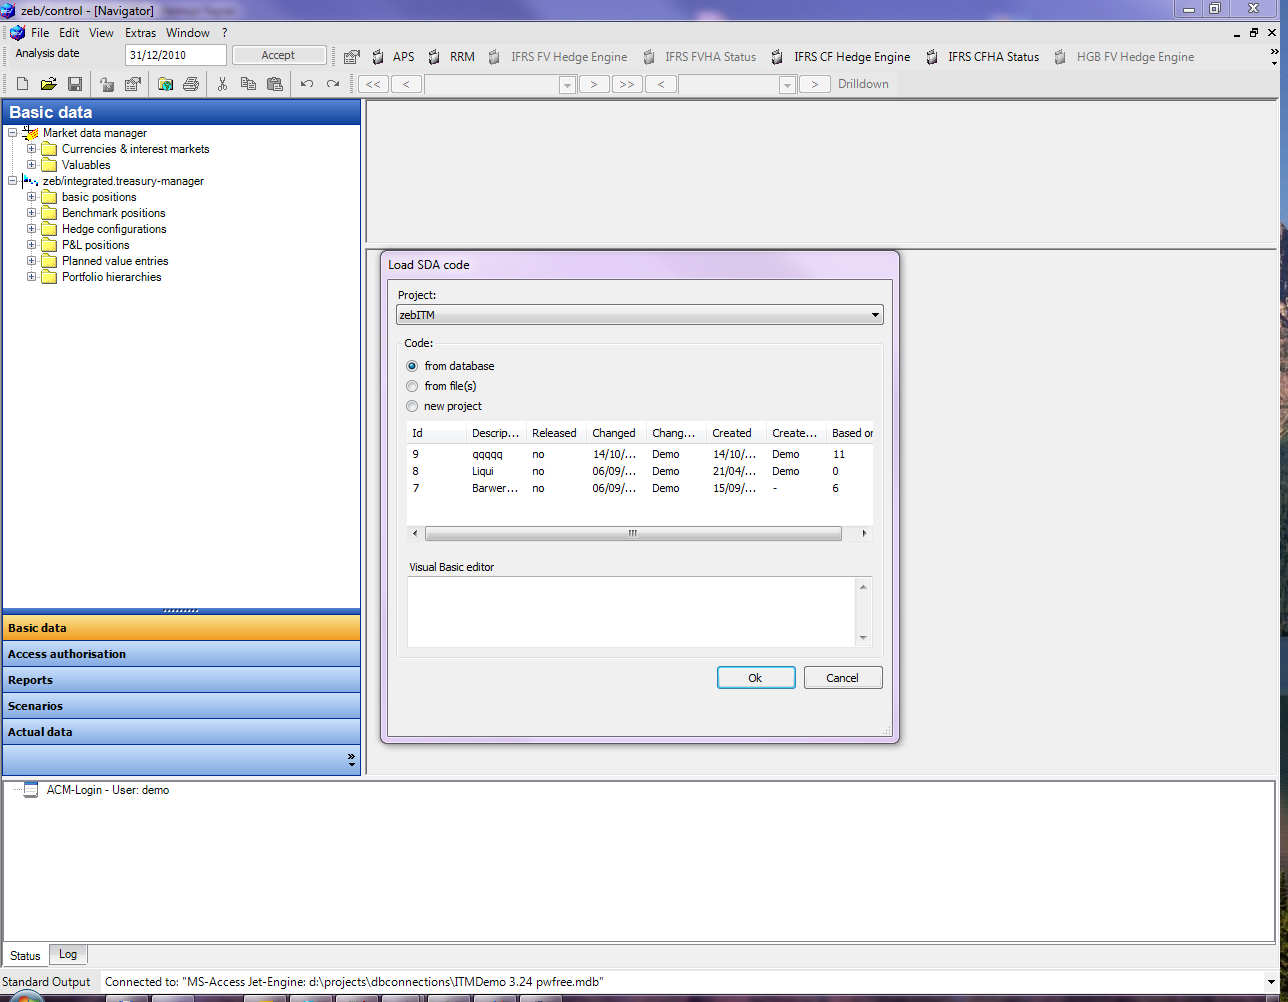 zeb/control - [Navigator]
File Edit View Extras Window ?
Analysis date 31/12/2010 Accept APS RRM IFRS FV Hedge Engine IFRS FVHA Status IFRS CF Hedge Engine IFRS CFHA Status HGB FV Hedge Engine
<< < > >> < > Drilldown
Basic data
Market data manager
Currencies & interest markets
Valuables
zeb/integrated.treasury-manager
basic positions
Benchmark positions
Hedge configurations
P&L positions
Planned value entries
Portfolio hierarchies
Basic data
Access authorisation
Reports
Scenarios
Actual data
Load SDA code
Project:
zebITM
Code:
from database
from file(s)
new project
Id Descrip... Released Changed Chang... Created Create... Based or
9 qqqqq no 14/10/... Demo 14/10/... Demo 11
8 Liqui no 06/09/... Demo 21/04/... Demo 0
7 Barwer... no 06/09/... Demo 15/09/... - 6
Visual Basic editor
Ok Cancel
ACM-Login - User: demo
Status Log
Standard Output Connected to: "MS-Access Jet-Engine: d:\projects\dbconnections\ITMDemo 3.24 pwfree.mdb"